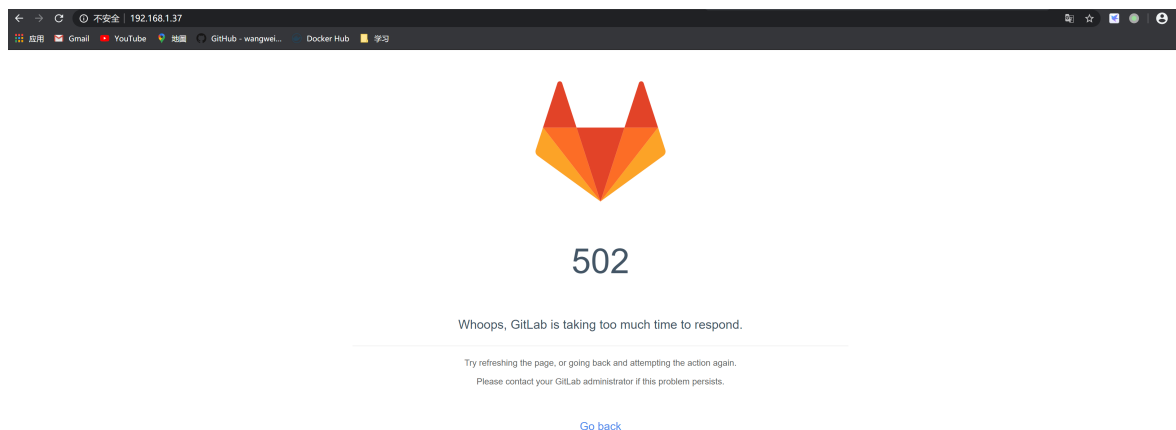 不安全 192.168.1.37
应用 Gmail YouTube 地图 GitHub - wangwei... Docker Hub 学习
502
Whoops, GitLab is taking too much time to respond.
Try refreshing the page, or going back and attempting the action again.
Please contact your GitLab administrator if this problem persists.
Go back